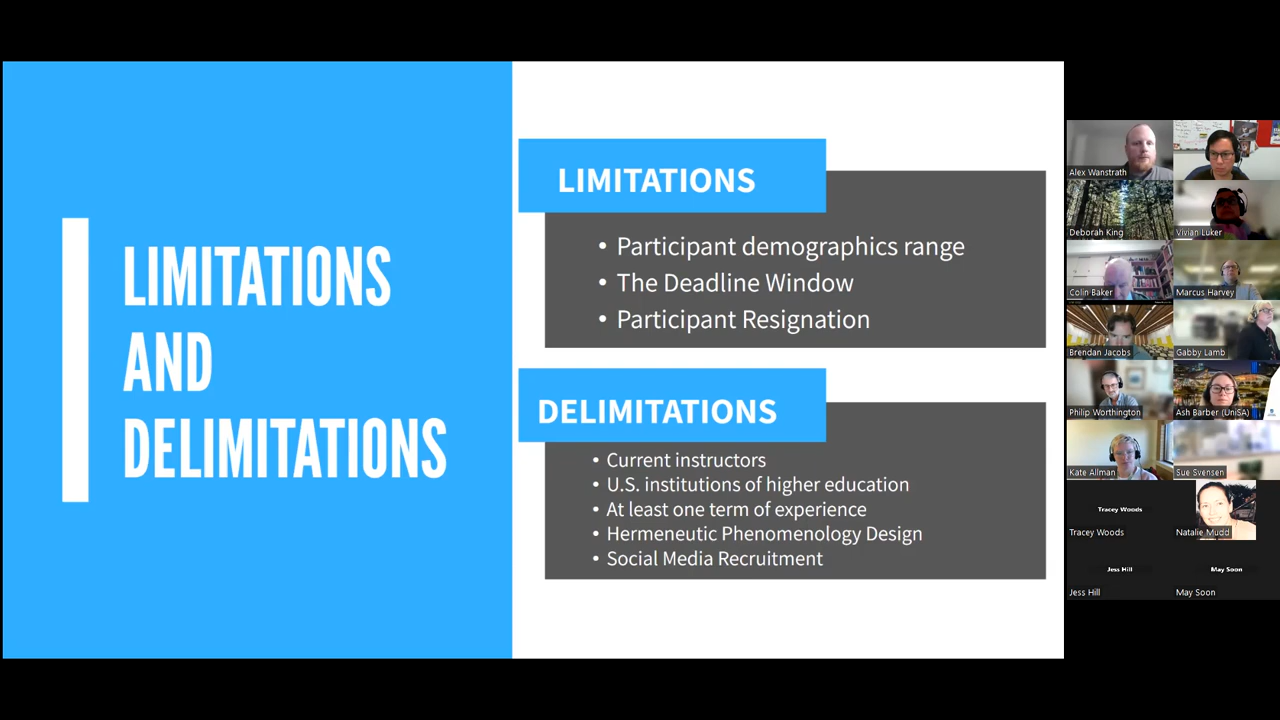 LIMITATIONS
AND
DELIMITATIONS
LIMITATIONS
• Participant demographics range
• The Deadline Window
• Participant Resignation
DELIMITATIONS
• Current instructors
• U.S. institutions of higher education
• At least one term of experience
• Hermeneutic Phenomenology Design
• Social Media Recruitment
Alex Wanstrath
Deborah King
Vivian Luker
Colin Baker
Marcus Harvey
Brendan Jacobs
Gabby Lamb
Philip Worthington
Ash Barber (UniSA)
Kate Allman
Sue Svensen
Tracey Woods
Tracey Woods
Natalie Mudd
Jess Hill
May Soon
Jess Hill
May Soon